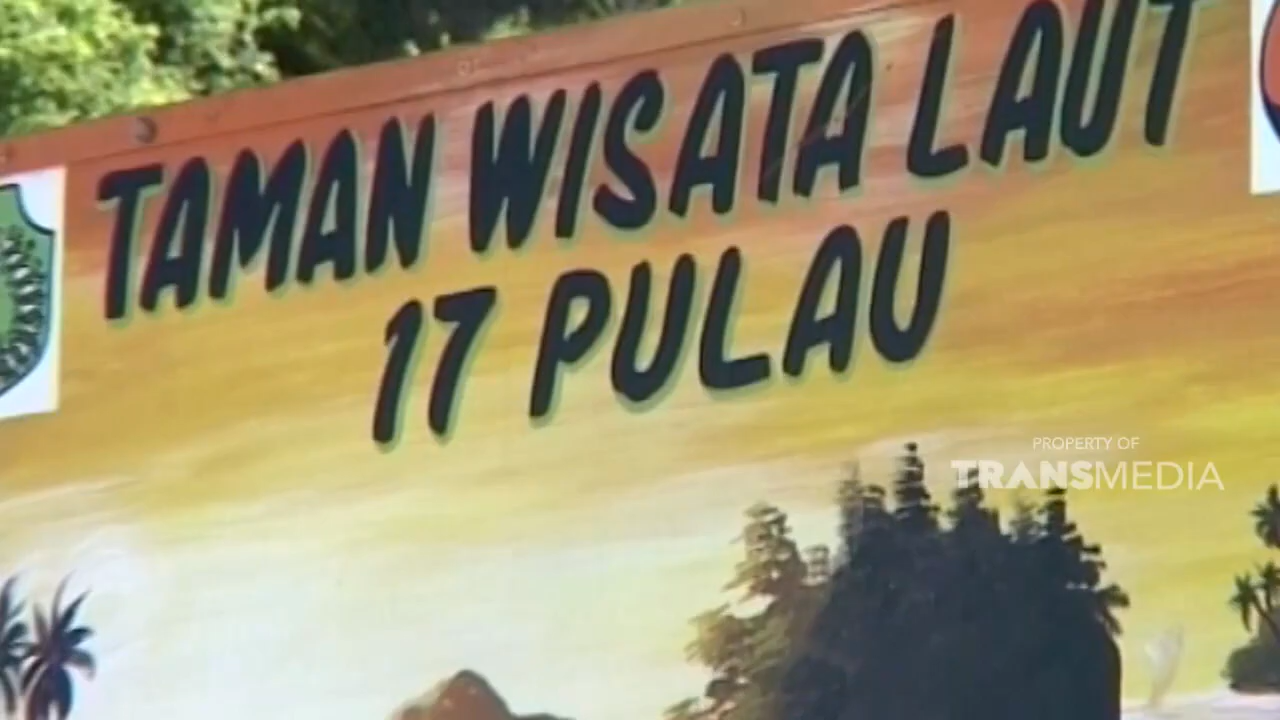 TAMAN WISATA LAUT
17 PULAU
PROPERTY OF
TRANSMEDIA